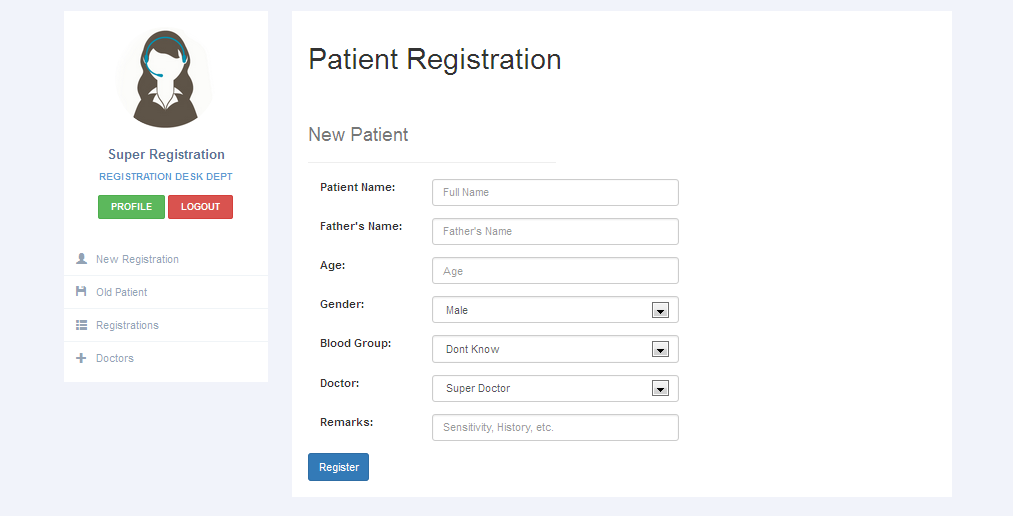 Super Registration
REGISTRATION DESK DEPT
PROFILE LOGOUT
New Registration
Old Patient
Registrations
Doctors
Patient Registration
New Patient
Patient Name: Full Name
Father's Name: Father's Name
Age: Age
Gender: Male
Blood Group: Dont Know
Doctor: Super Doctor
Remarks: Sensitivity, History, etc.
Register